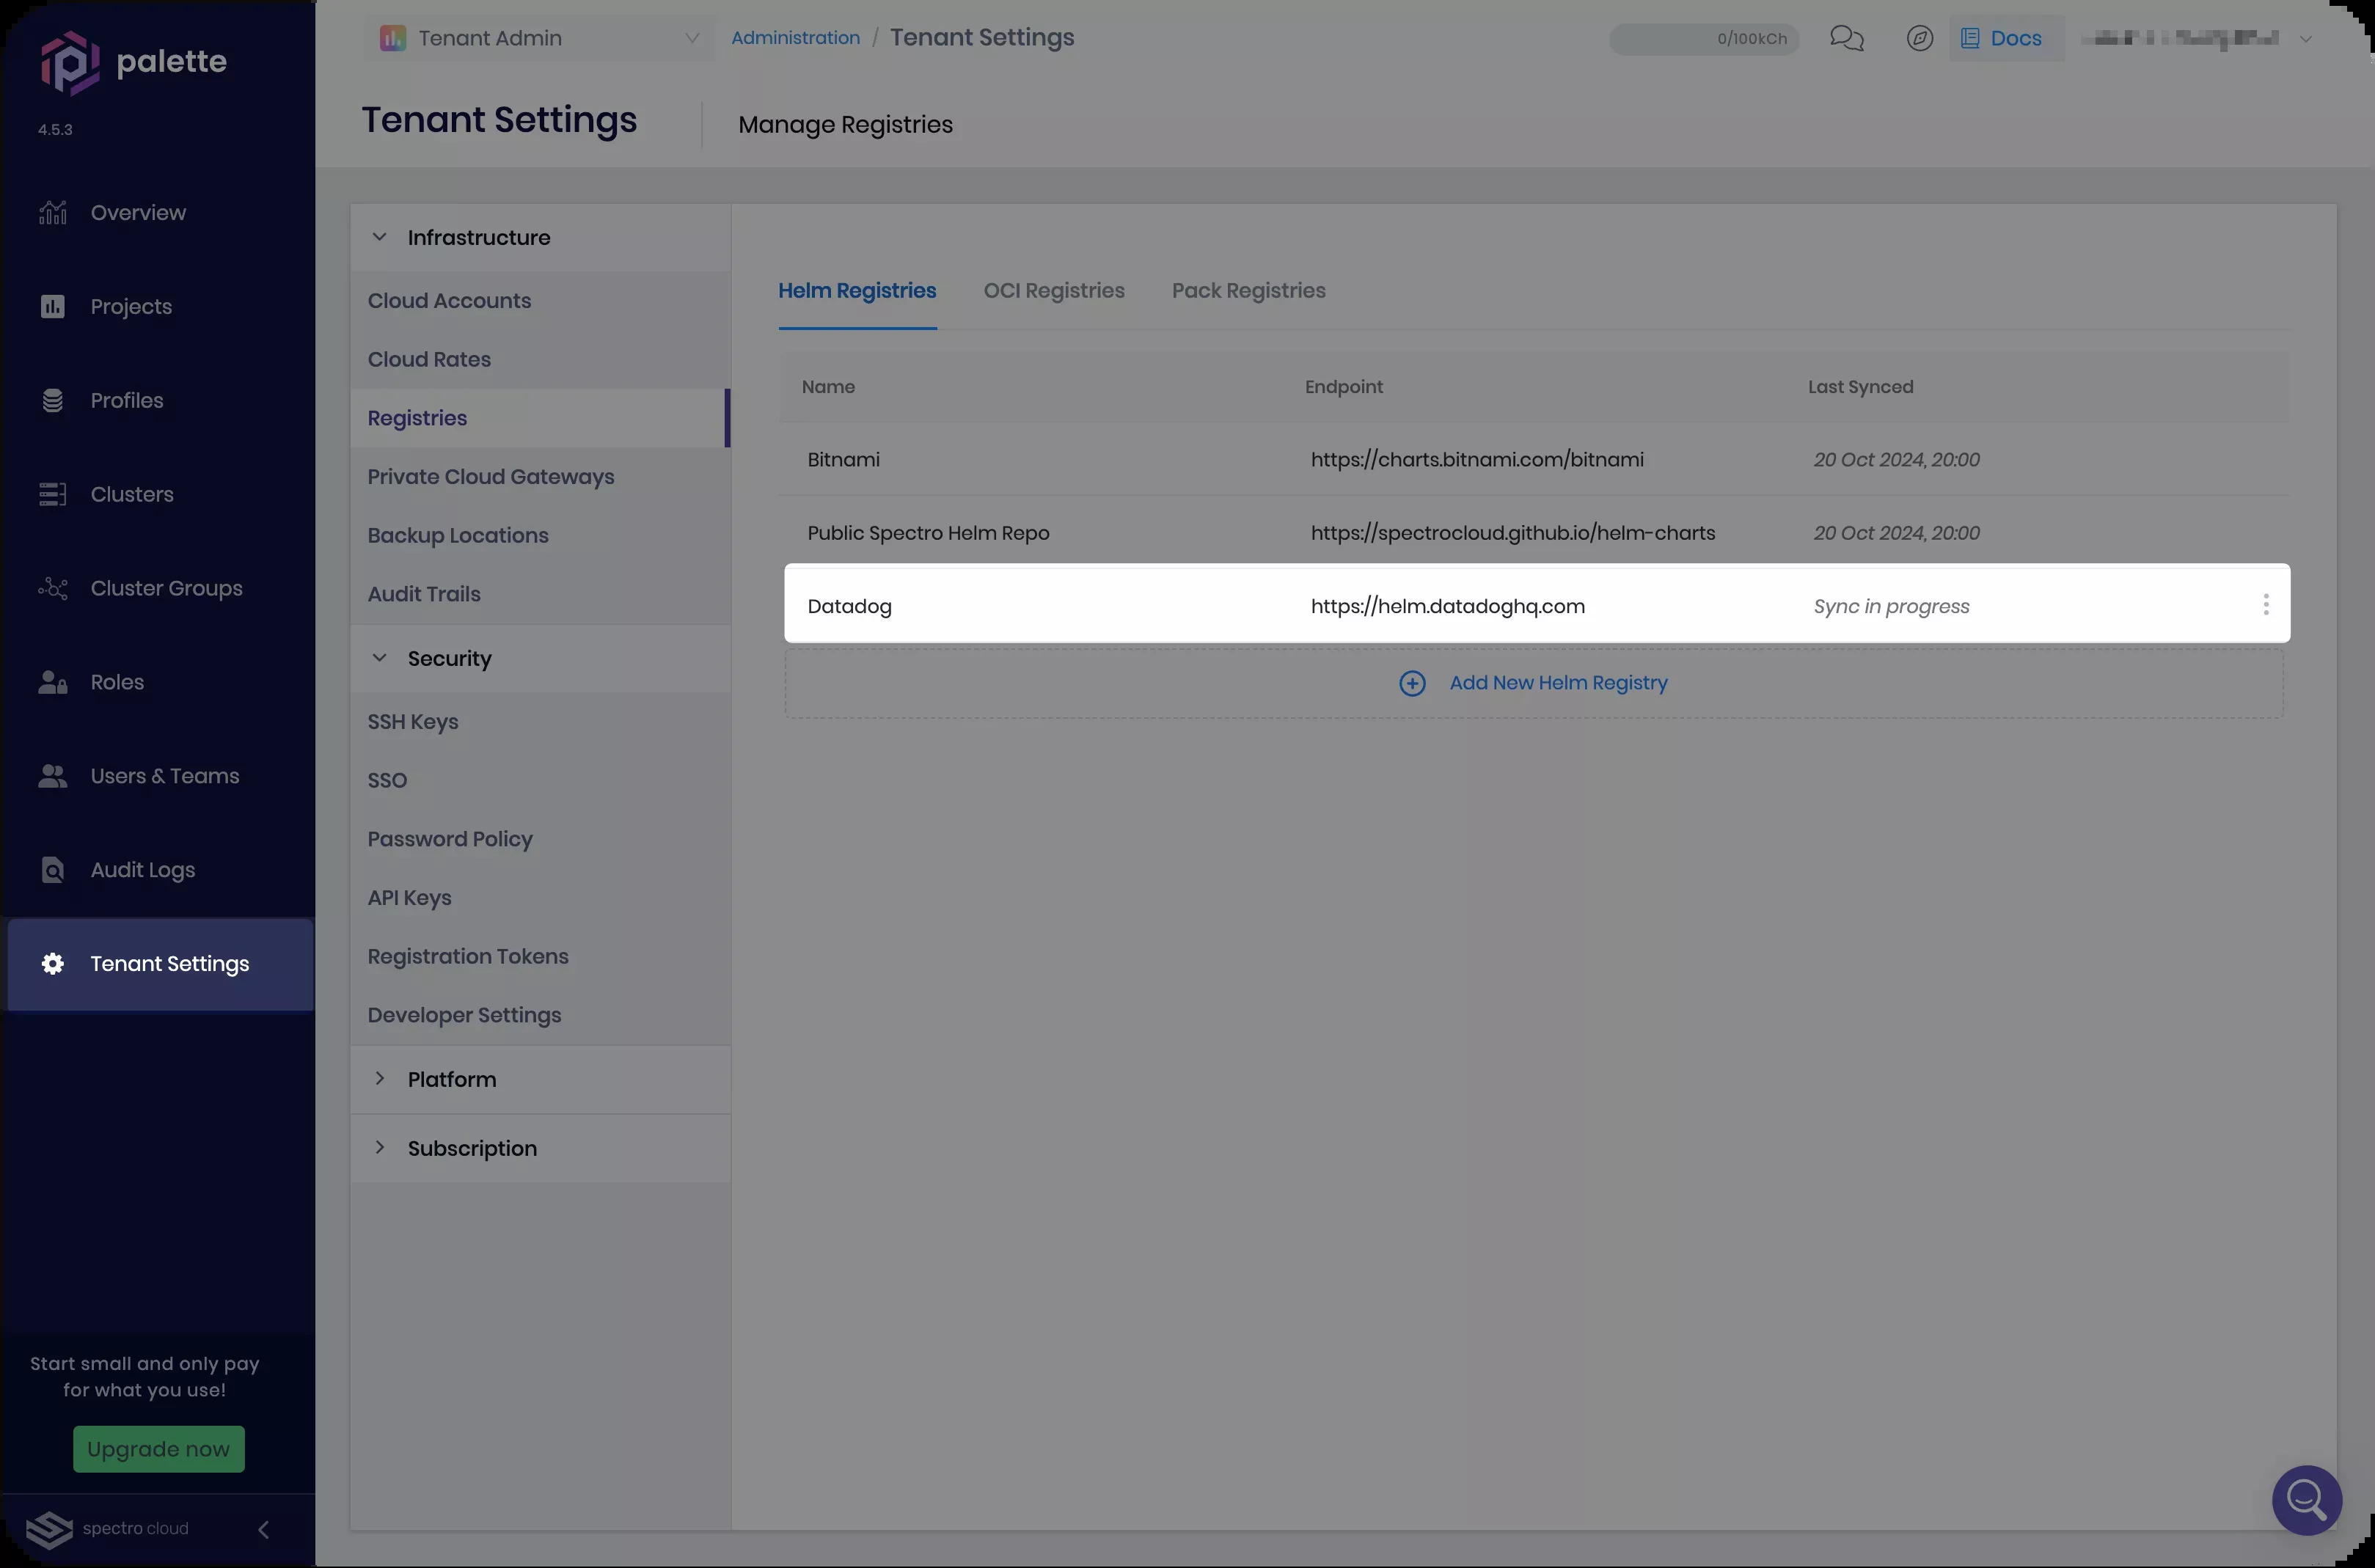 palette
4.5.3
Overview
Projects
Profiles
Clusters
Cluster Groups
Roles
Users & Teams
Audit Logs
Tenant Settings
Start small and only pay
for what you use!
Upgrade now
spectro cloud
Tenant Admin
Administration / Tenant Settings
0/100kCh
Docs
Tenant Settings
Manage Registries
Infrastructure
Cloud Accounts
Cloud Rates
Registries
Private Cloud Gateways
Backup Locations
Audit Trails
Security
SSH Keys
SSO
Password Policy
API Keys
Registration Tokens
Developer Settings
Platform
Subscription
Helm Registries OCI Registries Pack Registries
Name Endpoint Last Synced
Bitnami https://charts.bitnami.com/bitnami 20 Oct 2024, 20:00
Public Spectro Helm Repo https://spectrocloud.github.io/helm-charts 20 Oct 2024, 20:00
Datadog https://helm.datadoghq.com Sync in progress
Add New Helm Registry